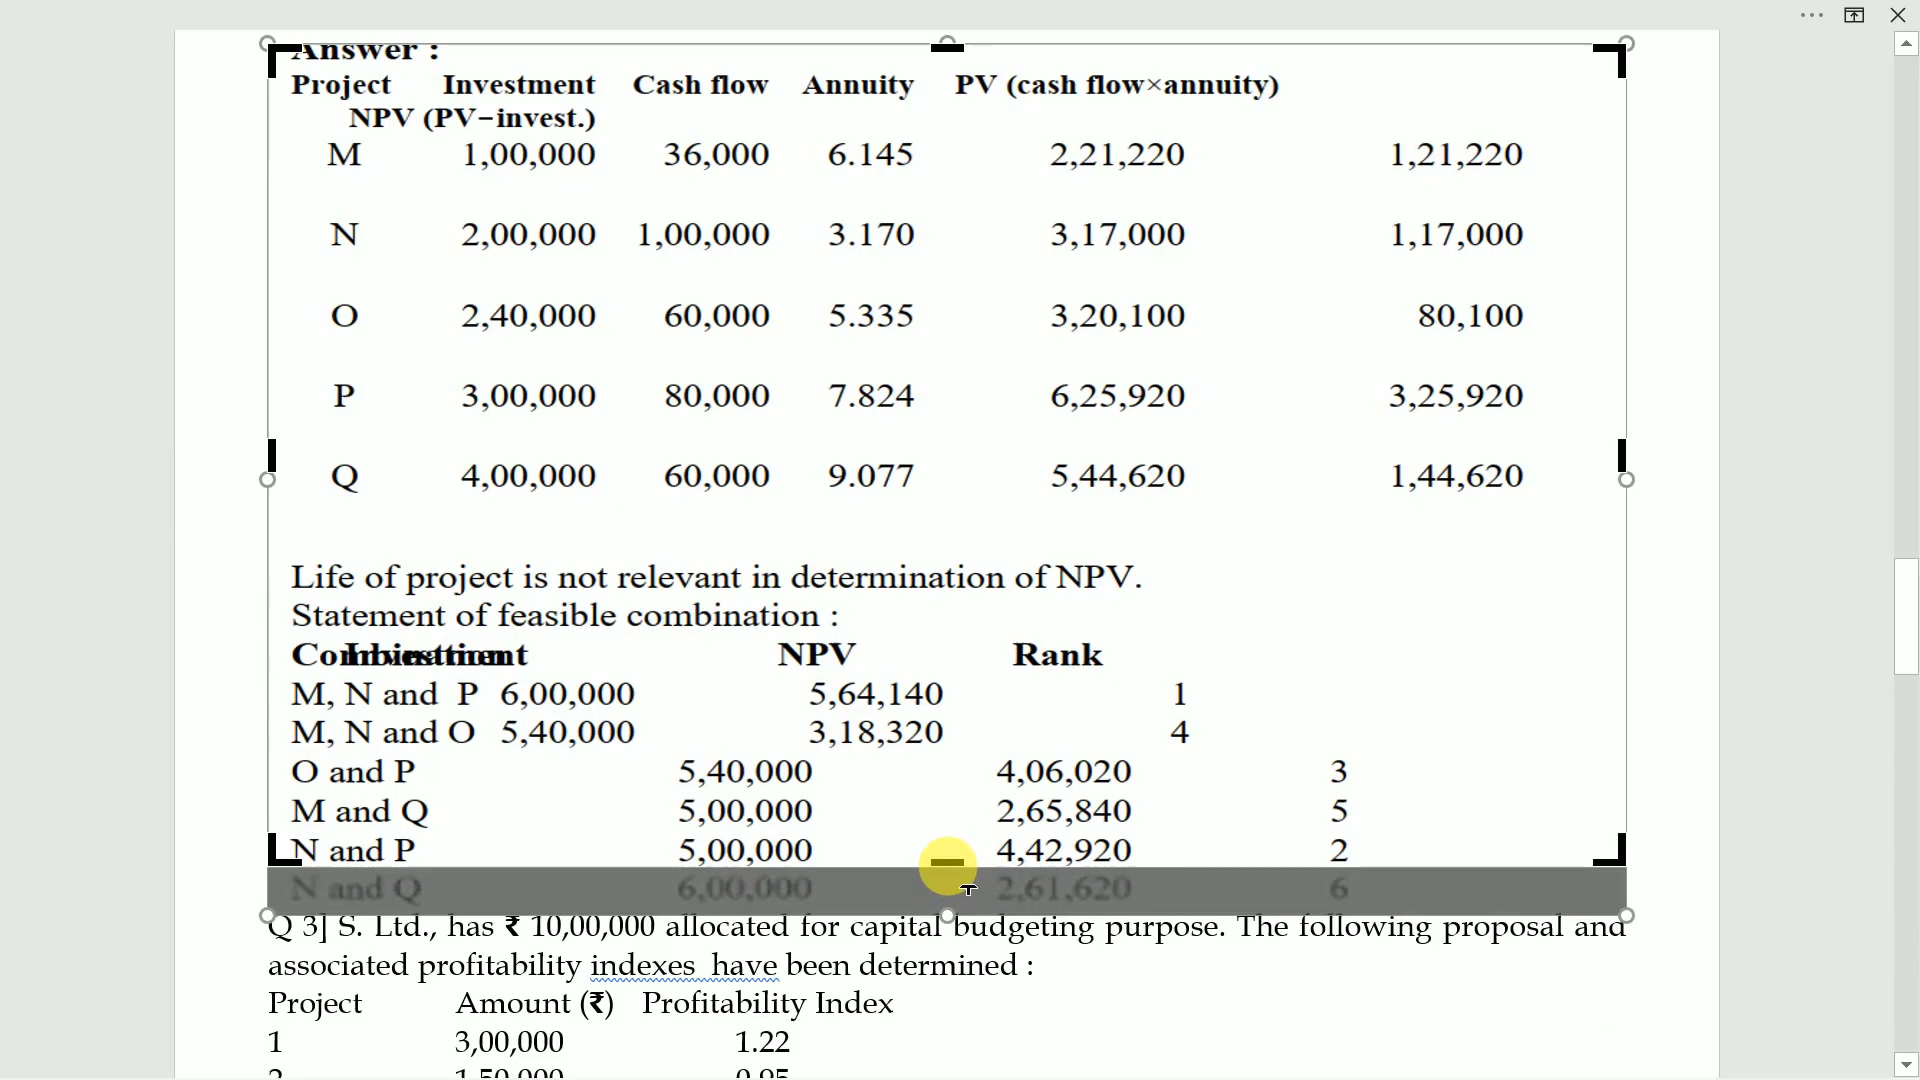 Answer :
Project Investment Cash flow Annuity PV (cash flow×annuity)
NPV (PV−invest.)
M 1,00,000 36,000 6.145 2,21,220 1,21,220
N 2,00,000 1,00,000 3.170 3,17,000 1,17,000
O 2,40,000 60,000 5.335 3,20,100 80,100
P 3,00,000 80,000 7.824 6,25,920 3,25,920
Q 4,00,000 60,000 9.077 5,44,620 1,44,620
Life of project is not relevant in determination of NPV.
Statement of feasible combination :
Combination Investment NPV Rank
M, N and P 6,00,000 5,64,140 1
M, N and O 5,40,000 3,18,320 4
O and P 5,40,000 4,06,020 3
M and Q 5,00,000 2,65,840 5
N and P 5,00,000 4,42,920 2
N and Q 6,00,000 2,61,620 6
Q 3] S. Ltd., has ₹ 10,00,000 allocated for capital budgeting purpose. The following proposal and
associated profitability indexes have been determined :
Project Amount (₹) Profitability Index
1 3,00,000 1.22
2 1,50,000 0.95